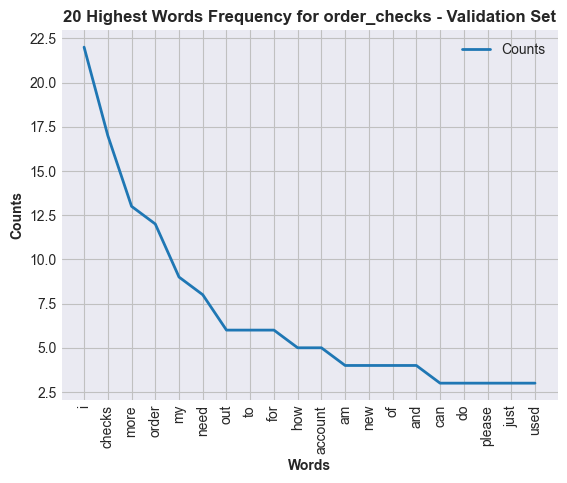 20 Highest Words Frequency for order_checks - Validation Set
Counts
22.5
20.0
17.5
15.0
12.5
10.0
7.5
5.0
2.5
Counts
i
checks
more
order
my
need
out
to
for
how
account
am
new
of
and
can
do
please
just
used
Words